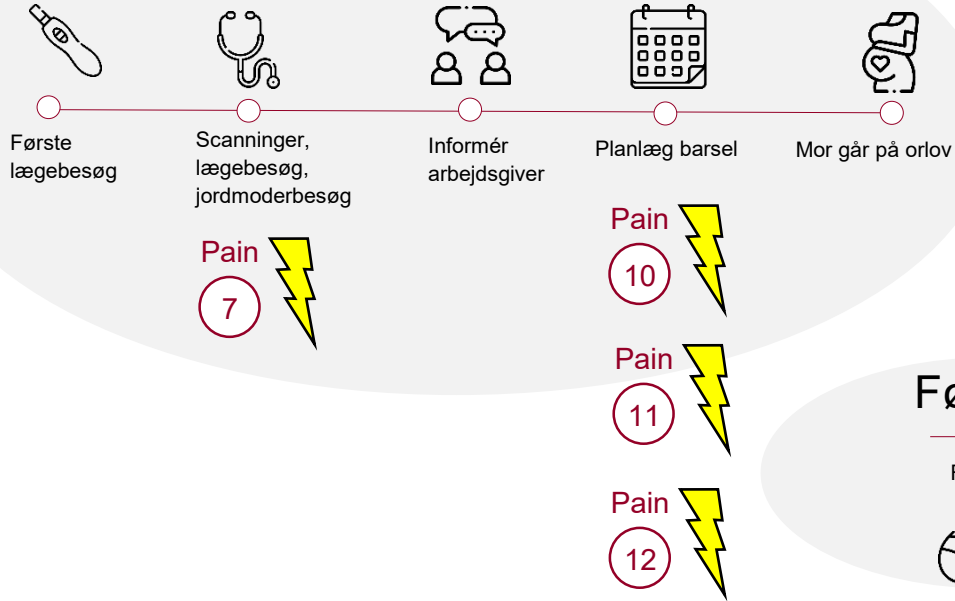 Første
lægebesøg
Scanninger,
lægebesøg,
jordmoderbesøg
Informér
arbejdsgiver
Planlæg barsel
Mor går på orlov
Pain
7
Pain
10
Pain
11
Pain
12